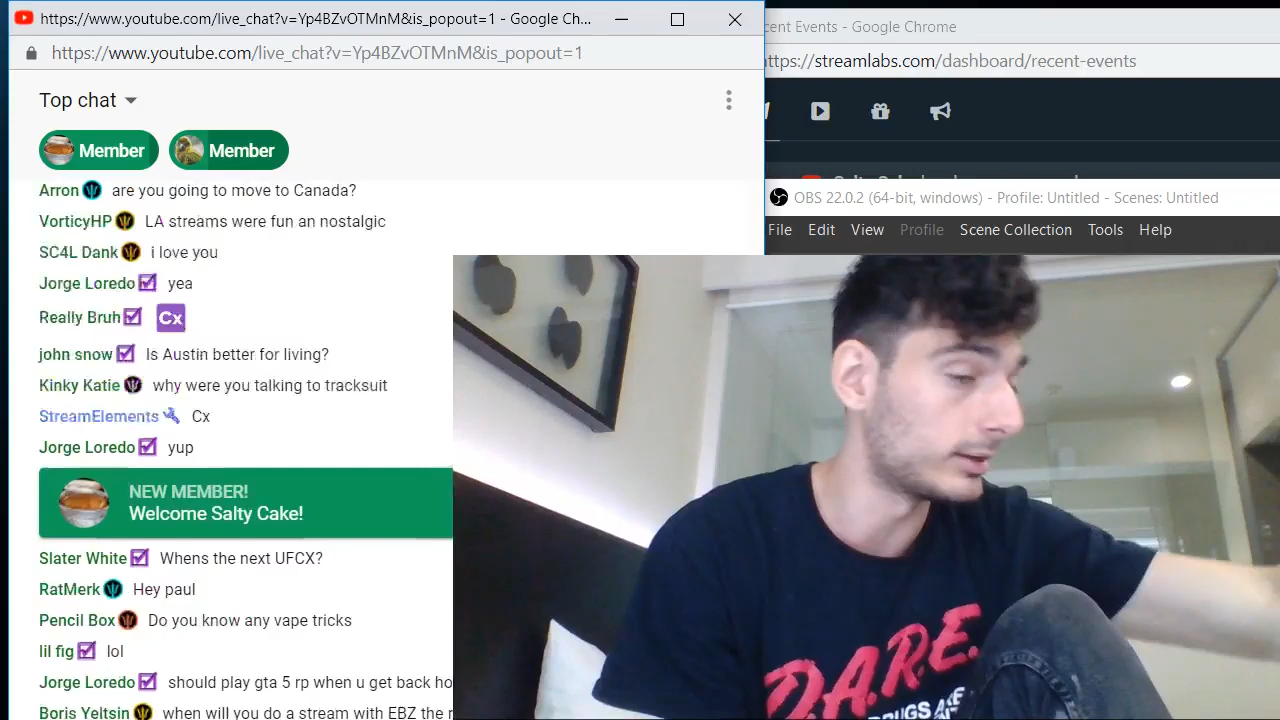 https://www.youtube.com/live_chat?v=Yp4BZvOTMnM&is_popout=1 - Google Ch...
https://www.youtube.com/live_chat?v=Yp4BZvOTMnM&is_popout=1
Top chat
Member Member
Arron are you going to move to Canada?
VorticyHP LA streams were fun an nostalgic
SC4L Dank i love you
Jorge Loredo yea
Really Bruh Cx
john snow Is Austin better for living?
Kinky Katie why were you talking to tracksuit
StreamElements Cx
Jorge Loredo yup
NEW MEMBER!
Welcome Salty Cake!
Slater White Whens the next UFCX?
RatMerk Hey paul
Pencil Box Do you know any vape tricks
lil fig lol
Jorge Loredo should play gta 5 rp when u get back ho
Boris Yeltsin when will you do a stream with EBZ the r
cent Events - Google Chrome
ttps://streamlabs.com/dashboard/recent-events
OBS 22.0.2 (64-bit, windows) - Profile: Untitled - Scenes: Untitled
File Edit View Profile Scene Collection Tools Help
D.A.R.E.